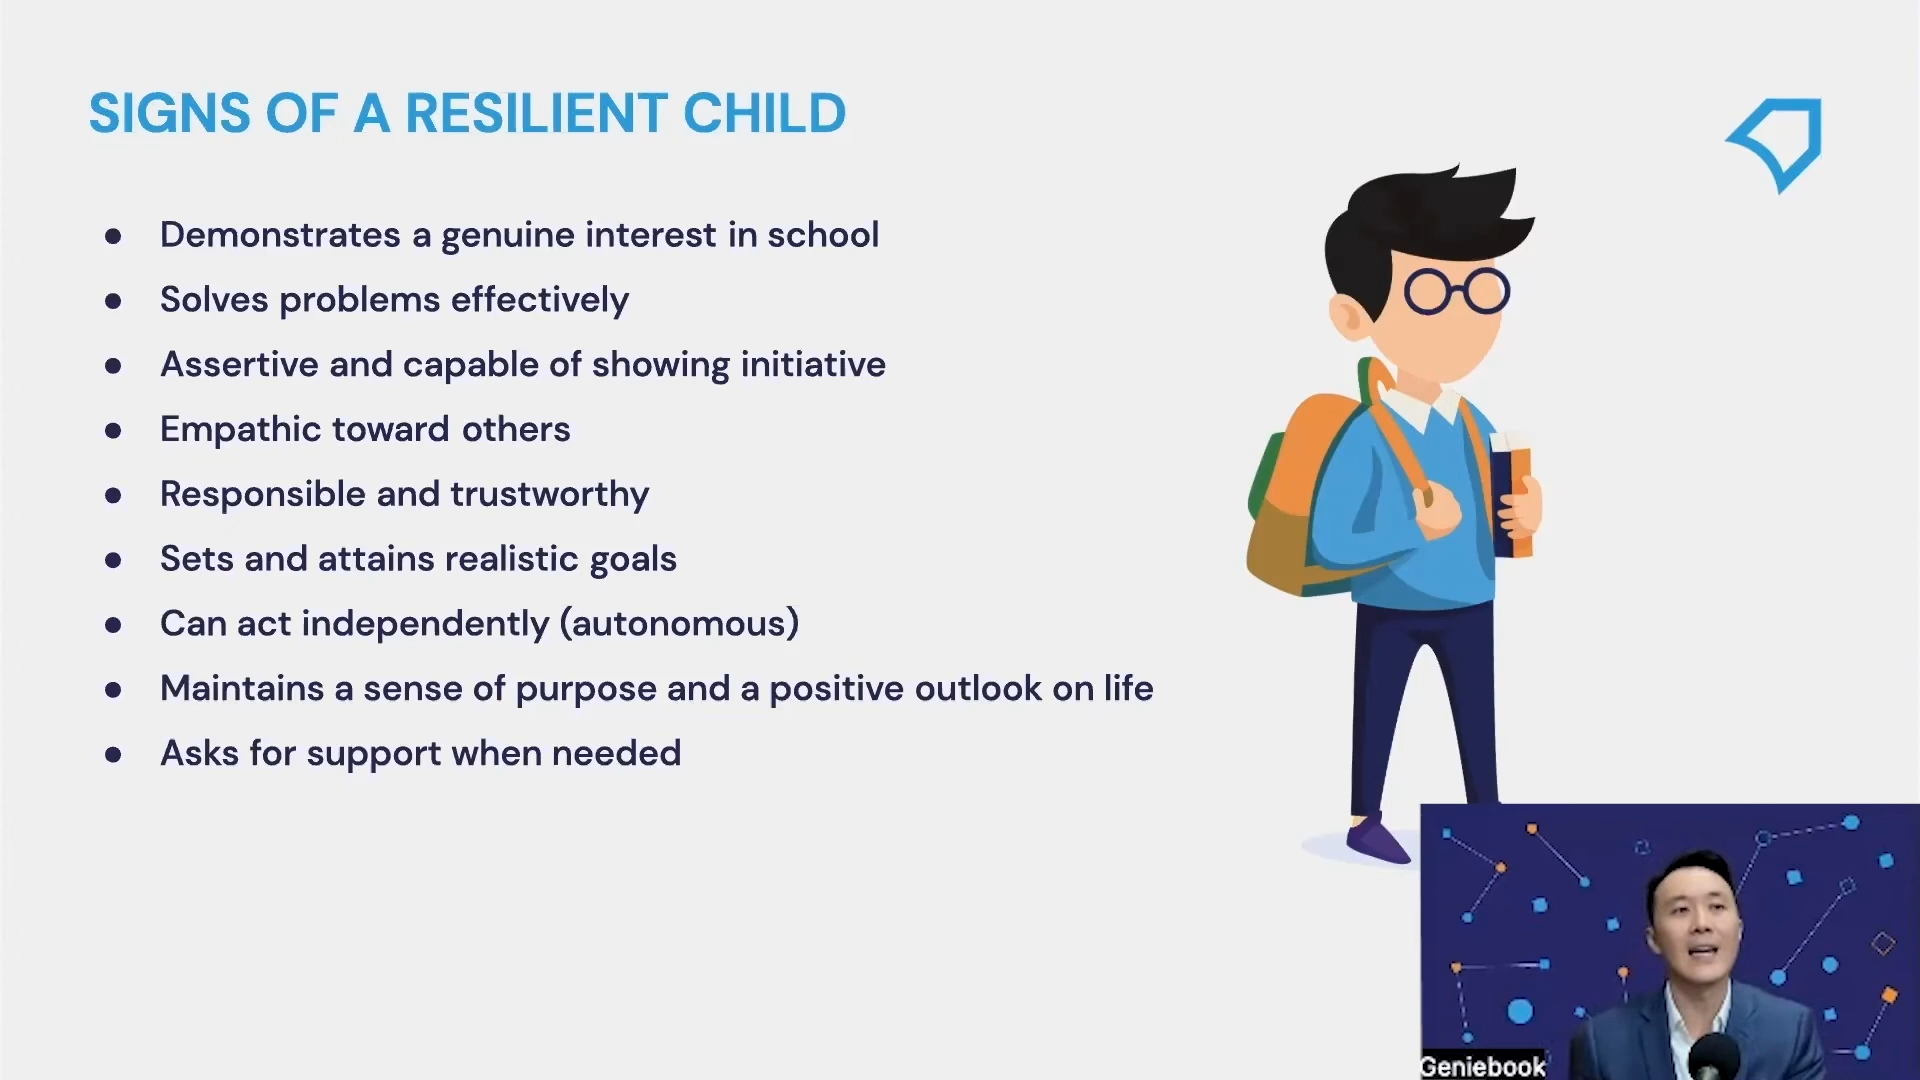 SIGNS OF A RESILIENT CHILD
● Demonstrates a genuine interest in school
● Solves problems effectively
● Assertive and capable of showing initiative
● Empathic toward others
● Responsible and trustworthy
● Sets and attains realistic goals
● Can act independently (autonomous)
● Maintains a sense of purpose and a positive outlook on life
● Asks for support when needed
Geniebook